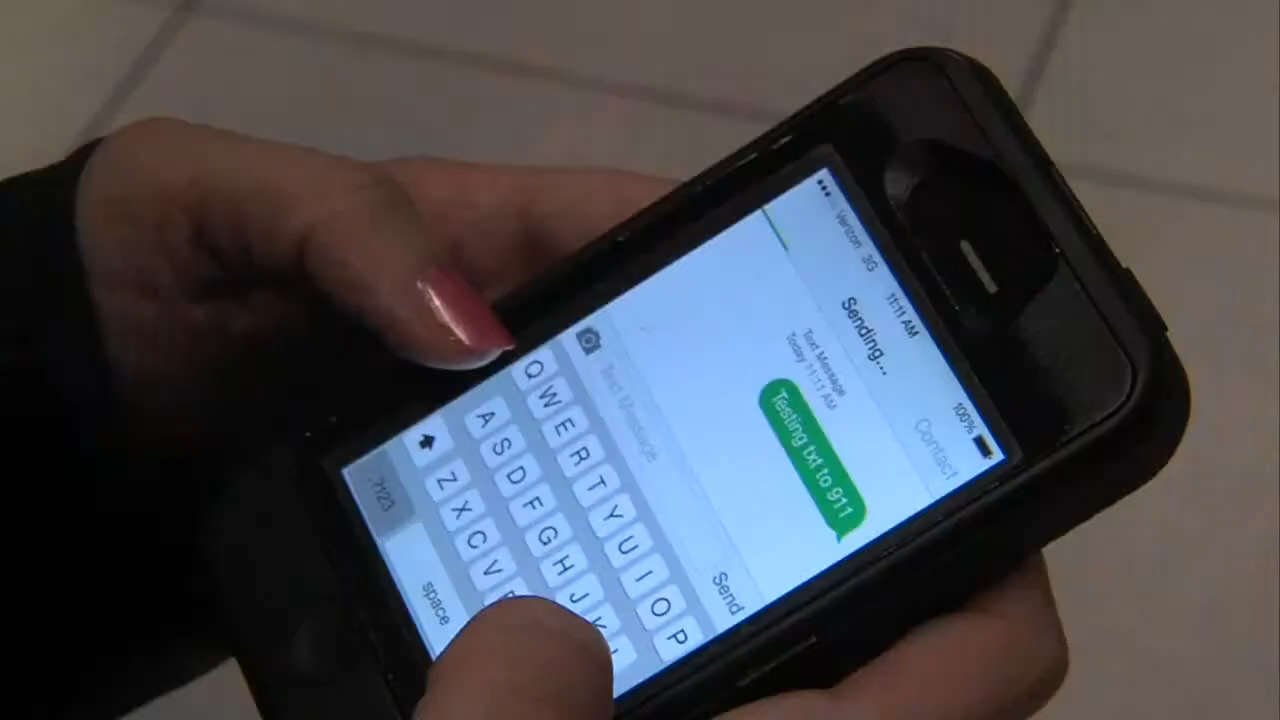 Verizon 3G 11:11 AM 100%
Sending...
Contact
Text Message
Today 11:11 AM
Testing txt to 911
Text Message
Send
Q W E R T Y U I O P
A S D F G H J K
Z X C V
.?123
space